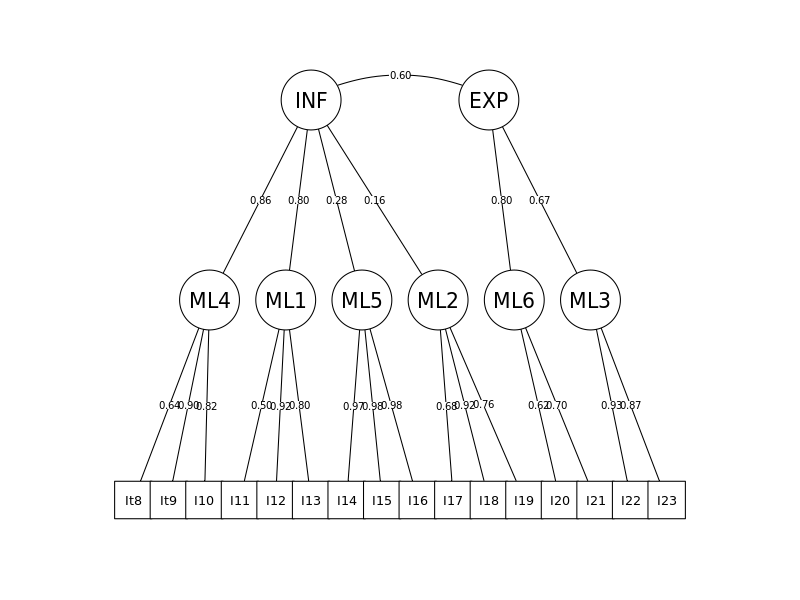 0.60
INF EXP
0.86 0.80 0.28 0.16 0.80 0.67
ML4 ML1 ML5 ML2 ML6 ML3
0.64 0.90 0.82 0.50 0.92 0.80 0.97 0.98 0.98 0.68 0.92 0.76 0.62 0.70 0.93 0.87
It8 It9 I10 I11 I12 I13 I14 I15 I16 I17 I18 I19 I20 I21 I22 I23